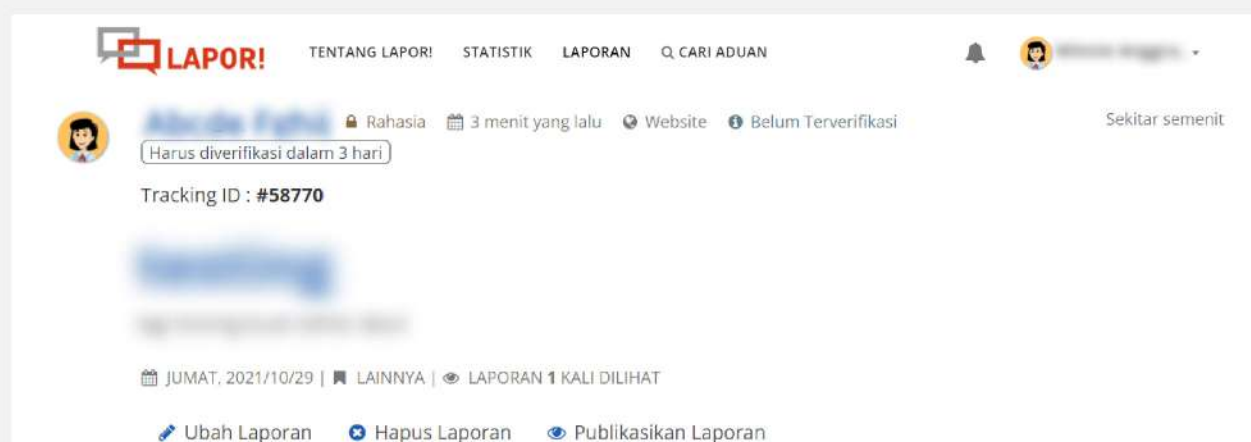 LAPOR! TENTANG LAPOR! STATISTIK LAPORAN CARI ADUAN
Rahasia 3 menit yang lalu Website Belum Terverifikasi Sekitar semenit
Harus diverifikasi dalam 3 hari
Tracking ID : #58770
JUMAT, 2021/10/29 | LAINNYA | LAPORAN 1 KALI DILIHAT
Ubah Laporan Hapus Laporan Publikasikan Laporan